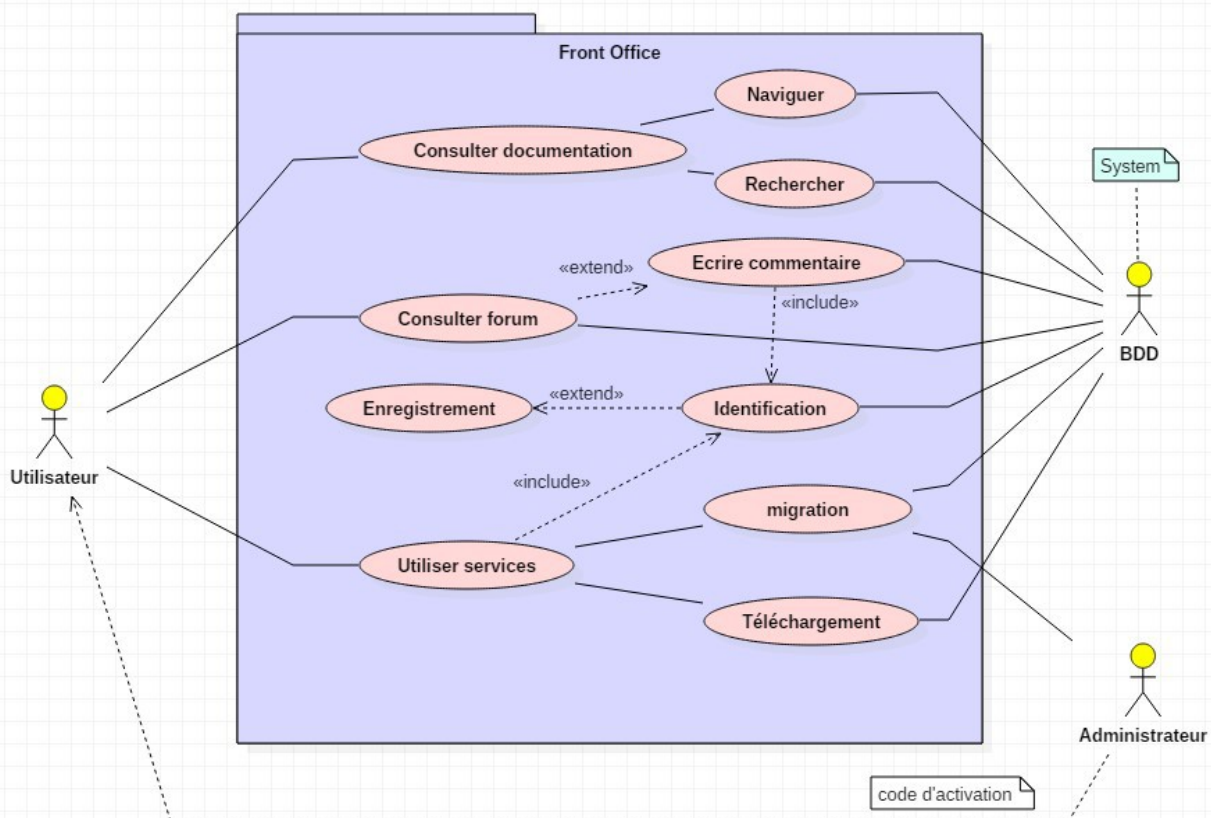 Front Office
Naviguer
Consulter documentation
System
Rechercher
Ecrire commentaire
«extend»
«include»
Consulter forum
BDD
«extend»
Enregistrement
Identification
Utilisateur
«include»
migration
Utiliser services
Téléchargement
Administrateur
code d'activation